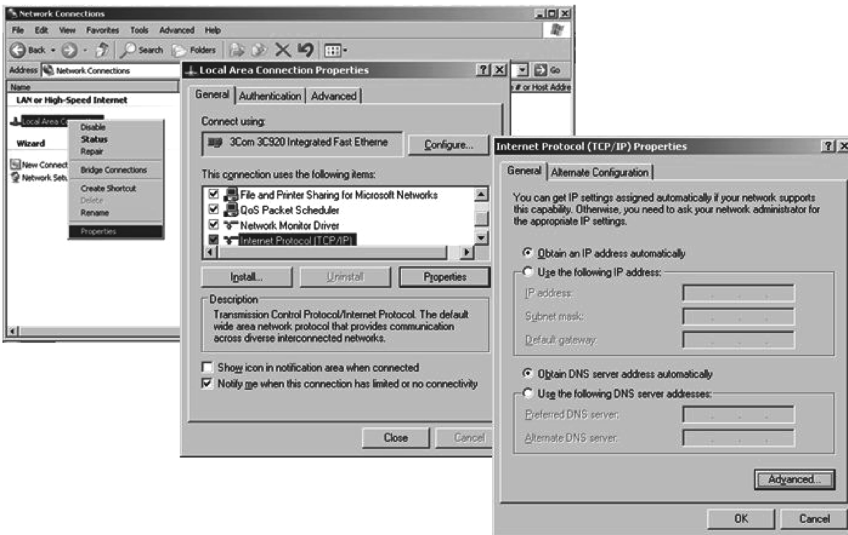 Network Connections
File Edit View Favorites Tools Advanced Help
Back Search Folders
Address Network Connections Go
Name # or Host Addre
LAN or High-Speed Internet
Local Area
Wizard
New Connect
Network Set
Disable
Status
Repair
Bridge Connections
Create Shortcut
Delete
Rename
Properties
Local Area Connection Properties
General Authentication Advanced
Connect using:
3Com 3C920 Integrated Fast Etherne
Configure...
This connection uses the following items:
File and Printer Sharing for Microsoft Networks
QoS Packet Scheduler
Network Monitor Driver
Internet Protocol (TCP/IP)
Install... Uninstall Properties
Description
Transmission Control Protocol/Internet Protocol. The default
wide area network protocol that provides communication
across diverse interconnected networks.
Show icon in notification area when connected
Notify me when this connection has limited or no connectivity
Close Cancel
Internet Protocol (TCP/IP) Properties
General Alternate Configuration
You can get IP settings assigned automatically if your network supports
this capability. Otherwise, you need to ask your network administrator for
the appropriate IP settings.
Obtain an IP address automatically
Use the following IP address:
IP address:
Subnet mask:
Default gateway:
Obtain DNS server address automatically
Use the following DNS server addresses:
Preferred DNS server:
Alternate DNS server:
Advanced...
OK Cancel